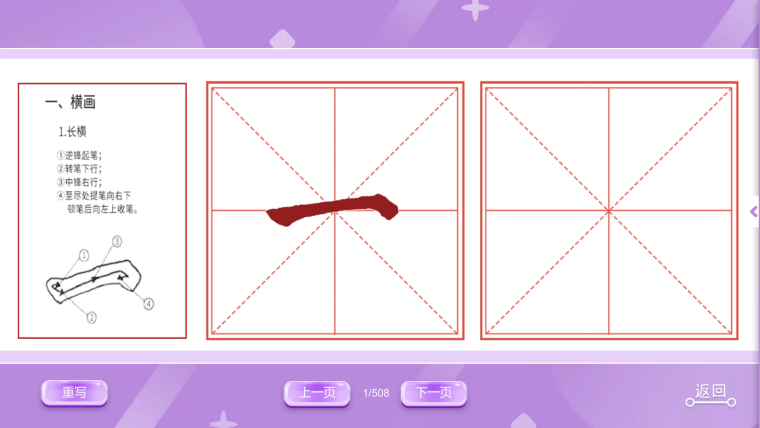 一、横画
1.长横
①逆锋起笔；
②转笔下行；
③中锋右行；
④至尽处提笔向右下
顿笔后向左上收笔。
① ③
② ④
重写 上一页 1/508 下一页 返回